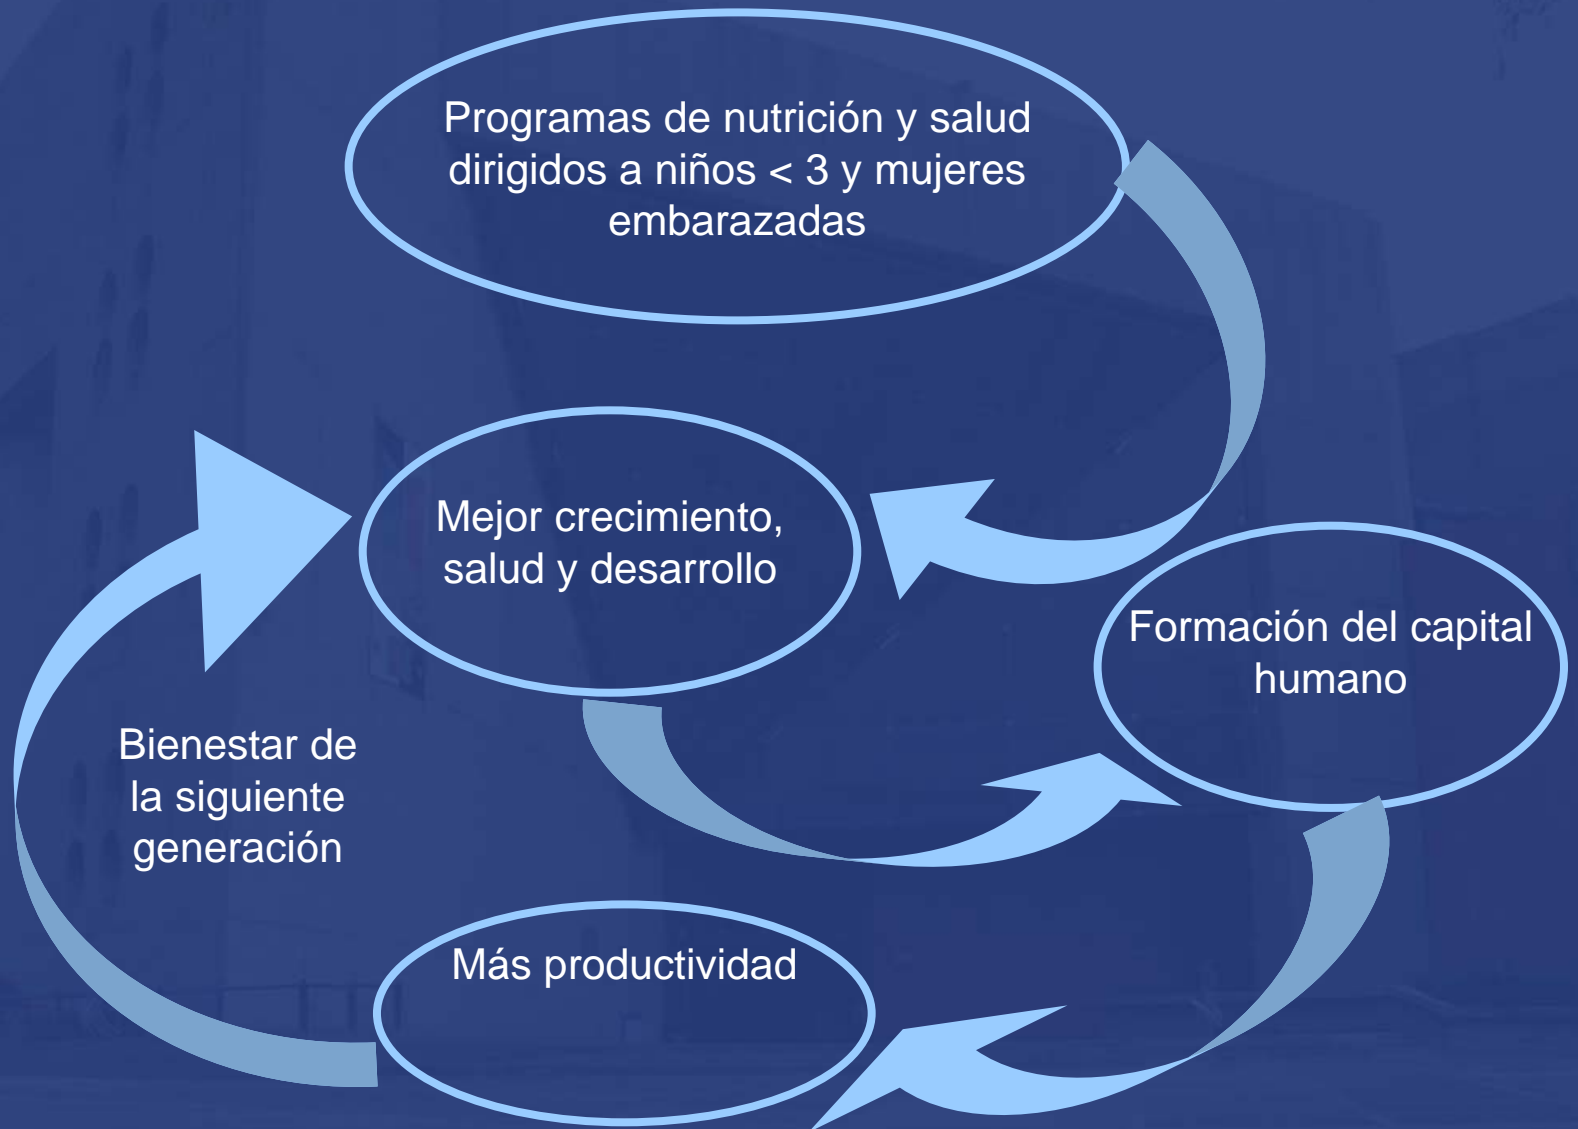 Programas de nutrición y salud
dirigidos a niños < 3 y mujeres
embarazadas
Mejor crecimiento,
salud y desarrollo
Formación del capital
humano
Bienestar de
la siguiente
generación
Más productividad